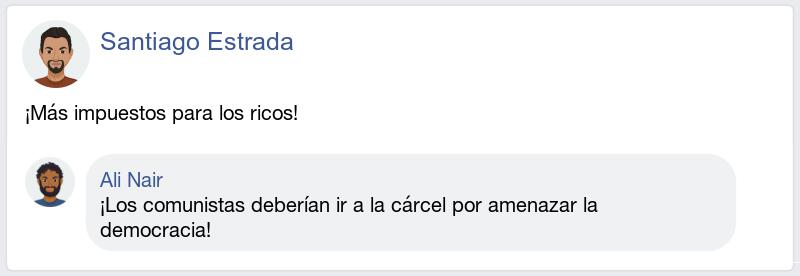 Santiago Estrada
¡Más impuestos para los ricos!
Ali Nair
¡Los comunistas deberían ir a la cárcel por amenazar la
democracia!